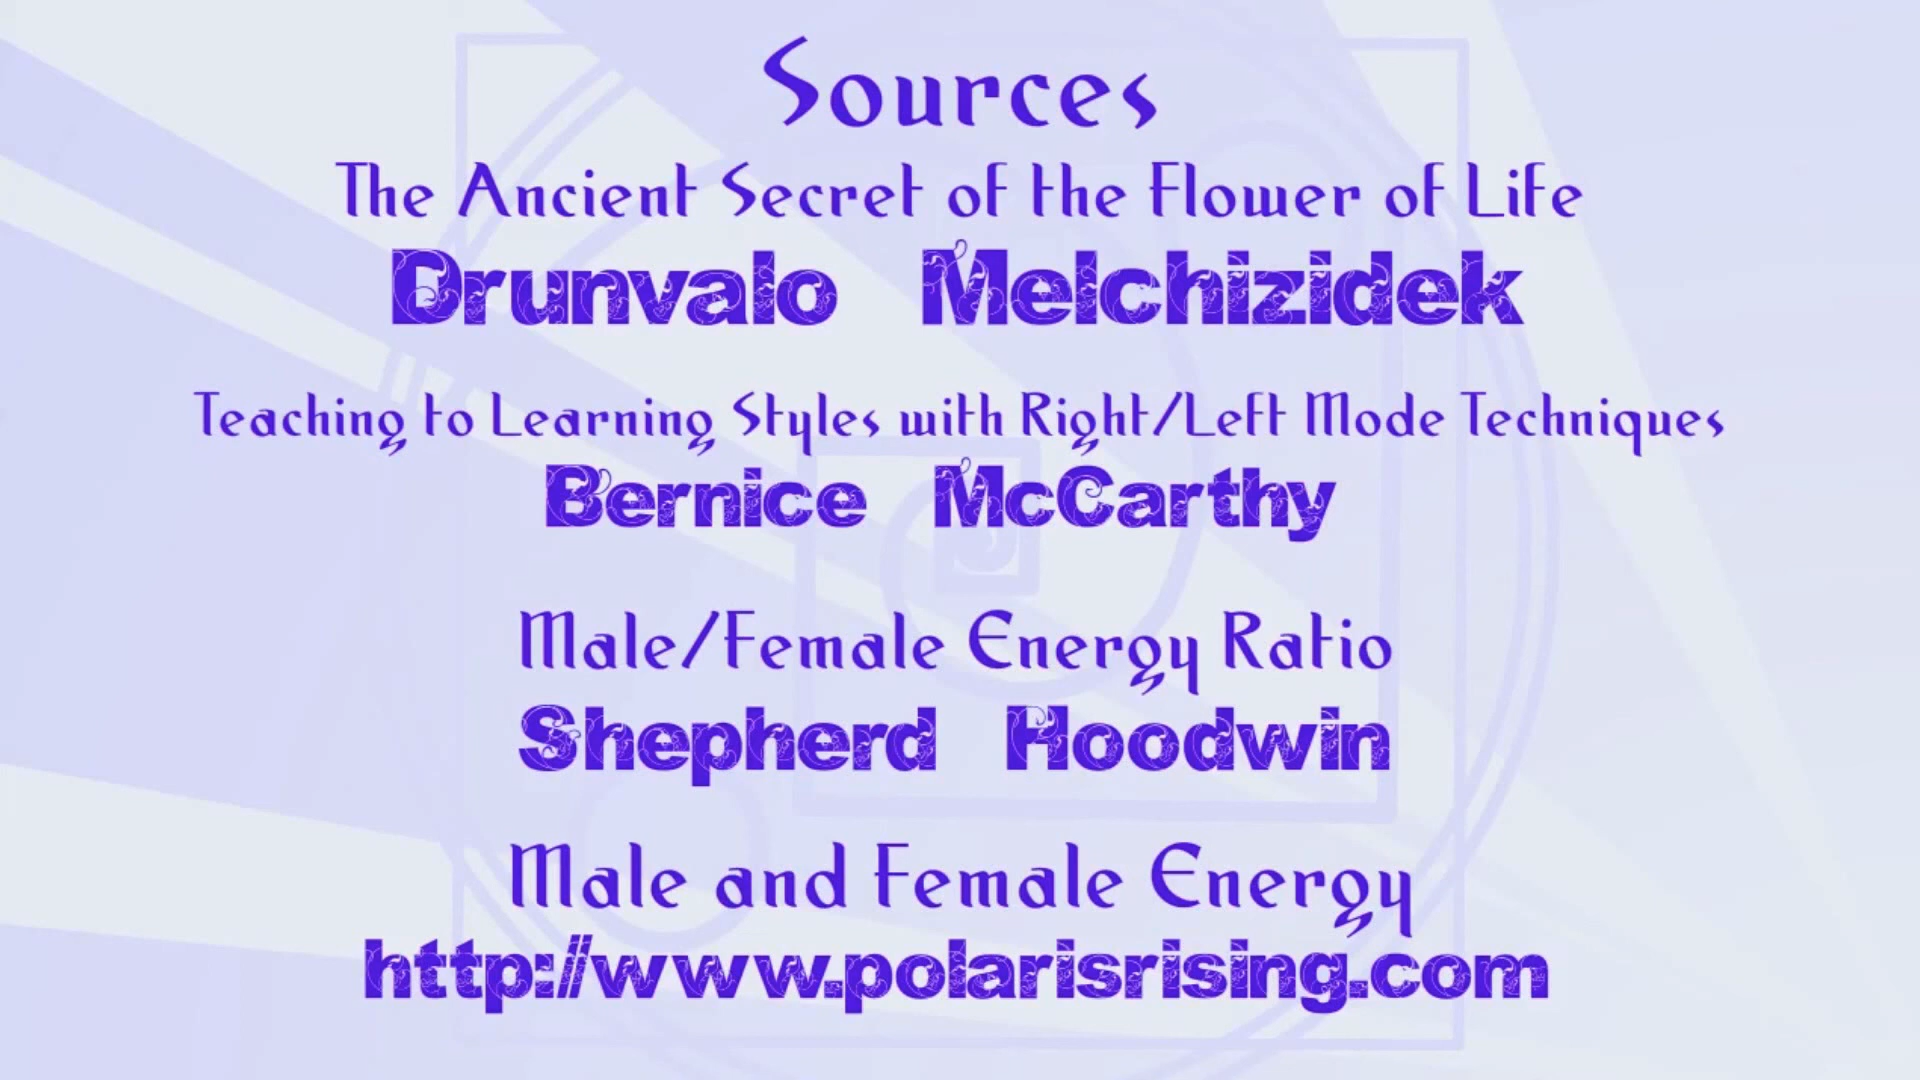 Sources
The Ancient Secret of the Flower of Life
Drunvalo Melchizidek
Teaching to Learning Styles with Right/Left Mode Techniques
Bernice McCarthy
Male/Female Energy Ratio
Shepherd Hoodwin
Male and Female Energy
http://www.polarisrising.com